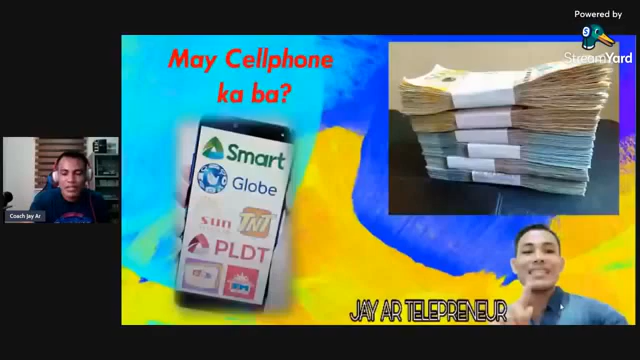 Powered by
StreamYard
May Cellphone
ka ba?
Smart
Globe
sun
TNT
PLDT
Coach Jay Ar
JAY AR TELEPRENEUR